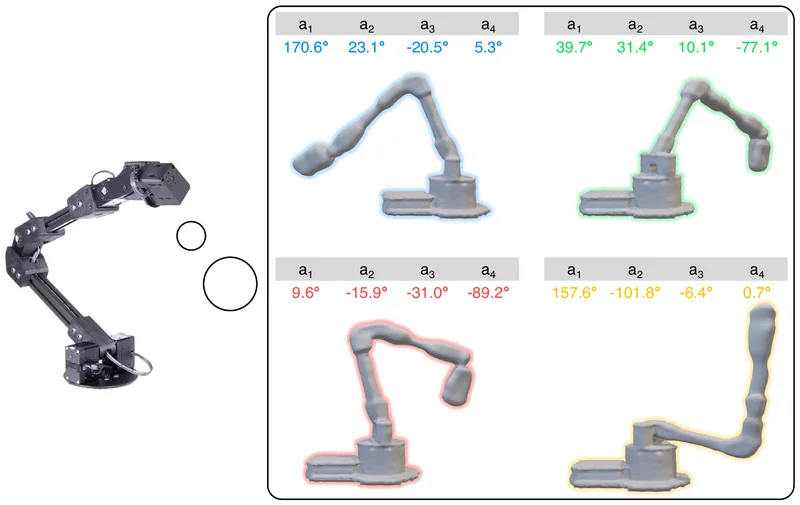 a1 a2 a3 a4
170.6° 23.1° -20.5° 5.3°
a1 a2 a3 a4
39.7° 31.4° 10.1° -77.1°
a1 a2 a3 a4
9.6° -15.9° -31.0° -89.2°
a1 a2 a3 a4
157.6° -101.8° -6.4° 0.7°